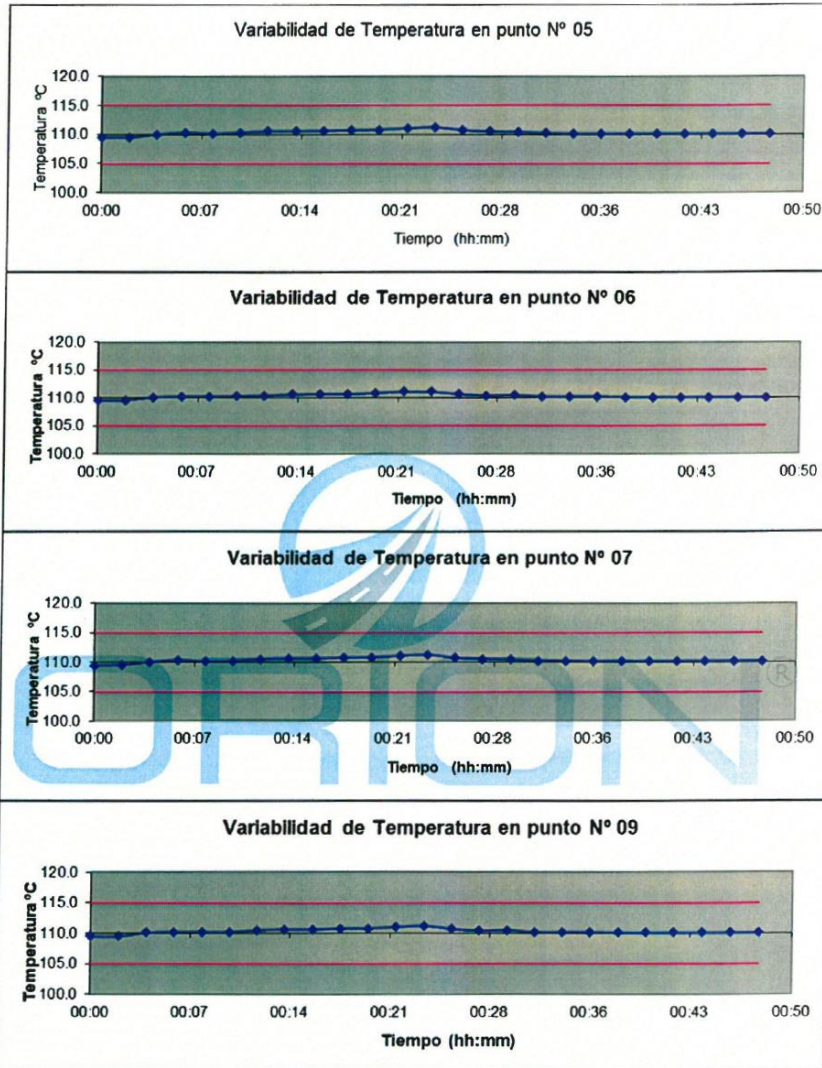 Variabilidad de Temperatura en punto Nº 05
Temperatura ºC
120.0
115.0
110.0
105.0
100.0
00:00 00:07 00:14 00:21 00:28 00:36 00:43 00:50
Tiempo (hh:mm)
Variabilidad de Temperatura en punto Nº 06
Temperatura ºC
120.0
115.0
110.0
105.0
100.0
00:00 00:07 00:14 00:21 00:28 00:36 00:43 00:50
Tiempo (hh:mm)
Variabilidad de Temperatura en punto Nº 07
Temperatura ºC
120.0
115.0
110.0
105.0
100.0
00:00 00:07 00:14 00:21 00:28 00:36 00:43 00:50
Tiempo (hh:mm)
ORION®
Variabilidad de Temperatura en punto Nº 09
Temperatura ºC
120.0
115.0
110.0
105.0
100.0
00:00 00:07 00:14 00:21 00:28 00:36 00:43 00:50
Tiempo (hh:mm)